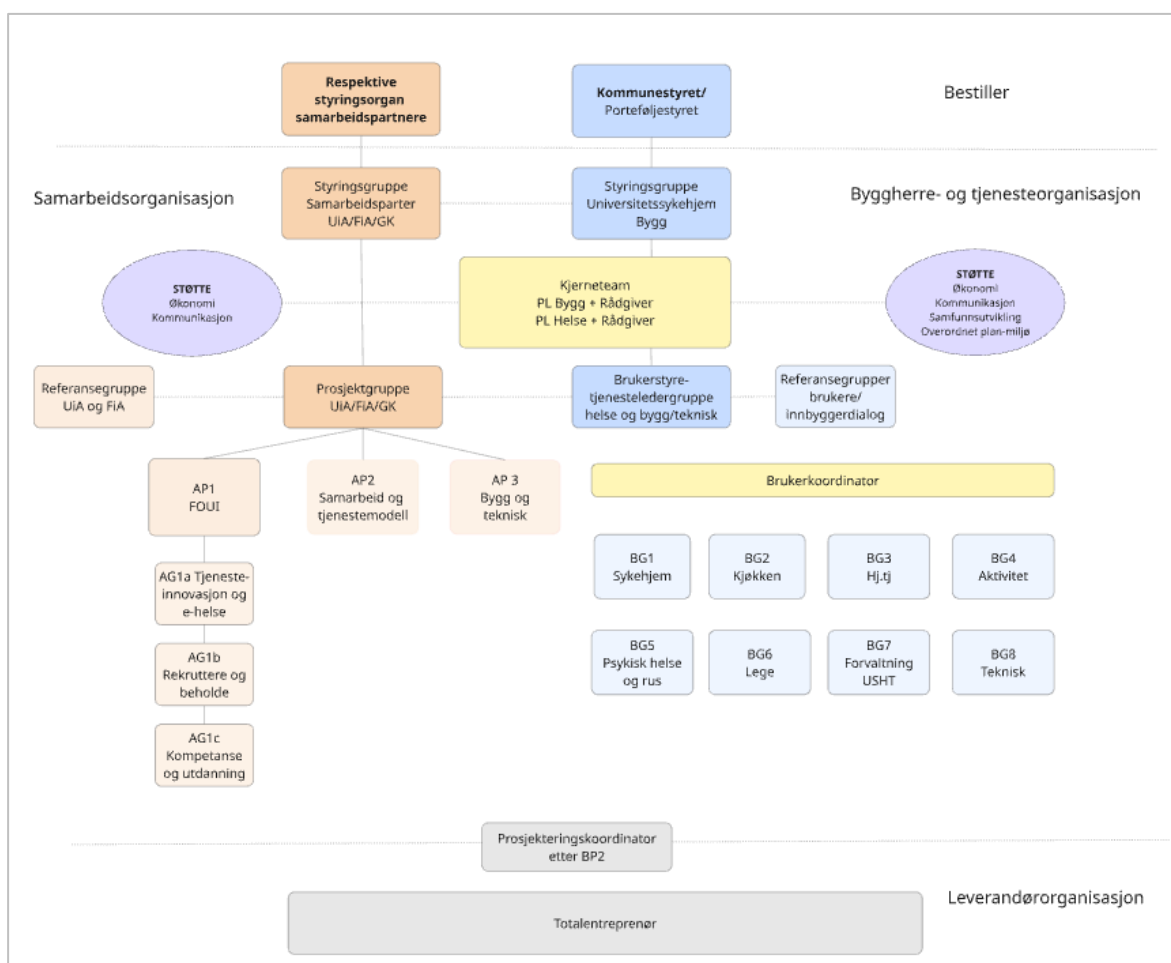 Respektive
styringsorgan
samarbeidspartnere
Kommunestyret/
Porteføljestyret
Bestiller
Samarbeidsorganisasjon
Styringsgruppe
Samarbeidsparter
UiA/FiA/GK
Styringsgruppe
Universitetssykehjem
Bygg
Byggherre- og tjenesteorganisasjon
STØTTE
Økonomi
Kommunikasjon
Kjerneteam
PL Bygg + Rådgiver
PL Helse + Rådgiver
STØTTE
Økonomi
Kommunikasjon
Samfunnsutvikling
Overordnet plan-miljø
Referansegruppe
UiA og FiA
Prosjektgruppe
UiA/FiA/GK
Brukerstyre-
tjenesteledergruppe
helse og bygg/teknisk
Referansegrupper
brukere/
innbyggerdialog
AP1
FOUI
AP2
Samarbeid og
tjenestemodell
AP 3
Bygg og
teknisk
Brukerkoordinator
BG1
Sykehjem
BG2
Kjøkken
BG3
Hj.tj
BG4
Aktivitet
AG1a Tjeneste-
innovasjon og
e-helse
AG1b
Rekruttere og
beholde
AG1c
Kompetanse
og utdanning
BG5
Psykisk helse
og rus
BG6
Lege
BG7
Forvaltning
USHT
BG8
Teknisk
Prosjekteringskoordinator
etter BP2
Leverandørorganisasjon
Totalentreprenør